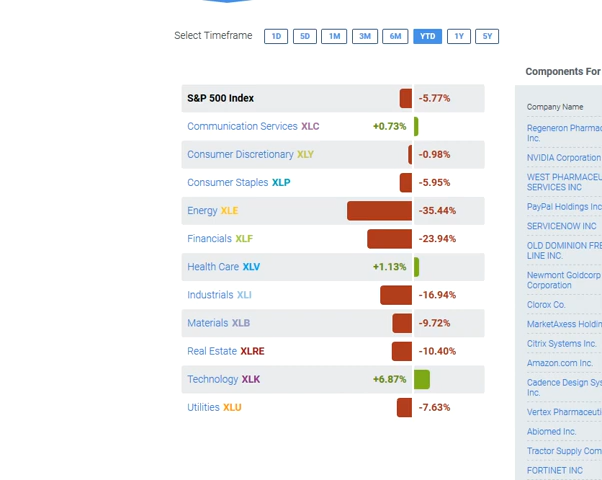 Select Timeframe 1D 5D 1M 3M 6M YTD 1Y 5Y
S&P 500 Index -5.77%
Communication Services XLC +0.73%
Consumer Discretionary XLY -0.98%
Consumer Staples XLP -5.95%
Energy XLE -35.44%
Financials XLF -23.94%
Health Care XLV +1.13%
Industrials XLI -16.94%
Materials XLB -9.72%
Real Estate XLRE -10.40%
Technology XLK +6.87%
Utilities XLU -7.63%
Components For
Company Name
Regeneron Pharmac
Inc.
NVIDIA Corporation
WEST PHARMACEU
SERVICES INC
PayPal Holdings Inc
SERVICENOW INC
OLD DOMINION FRE
LINE INC.
Newmont Goldcorp
Corporation
Clorox Co.
MarketAxess Holdin
Citrix Systems Inc.
Amazon.com Inc.
Cadence Design Sys
Inc.
Vertex Pharmaceuti
Abiomed Inc.
Tractor Supply Com
FORTINET INC